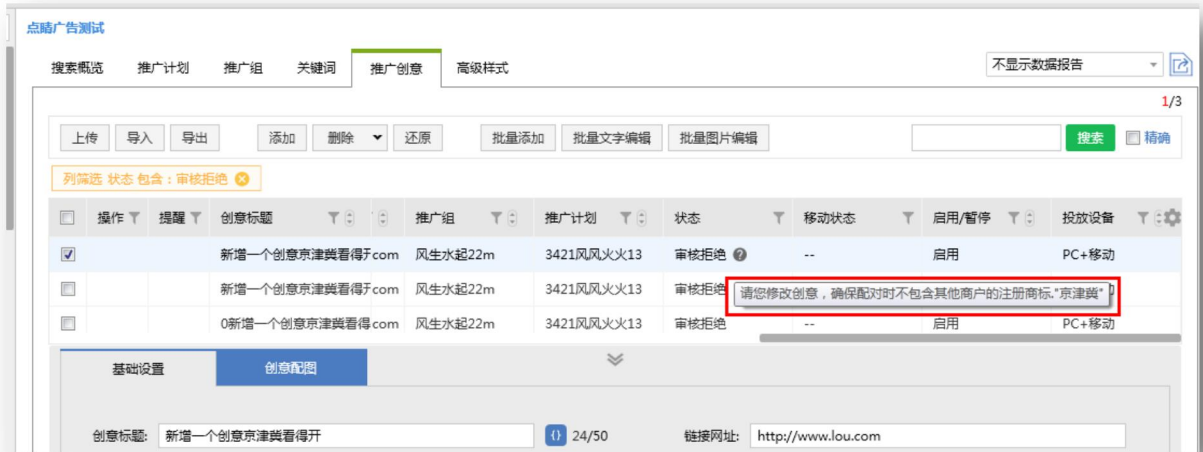 点睛广告测试
搜索概览 推广计划 推广组 关键词 推广创意 高级样式 不显示数据报告
1/3
上传 导入 导出 添加 删除 还原 批量添加 批量文字编辑 批量图片编辑 搜索 精确
列筛选 状态 包含：审核拒绝
操作 提醒 创意标题 推广组 推广计划 状态 移动状态 启用/暂停 投放设备
新增一个创意京津冀看得开com 风生水起22m 3421风风火火13 审核拒绝 -- 启用 PC+移动
新增一个创意京津冀看得开com 风生水起22m 3421风风火火13 审核拒绝
请您修改创意，确保配对时不包含其他商户的注册商标."京津冀"
0新增一个创意京津冀看得com 风生水起22m 3421风风火火13 审核拒绝 -- 启用 PC+移动
基础设置 创意配图
创意标题: 新增一个创意京津冀看得开 {} 24/50 链接网址: http://www.lou.com